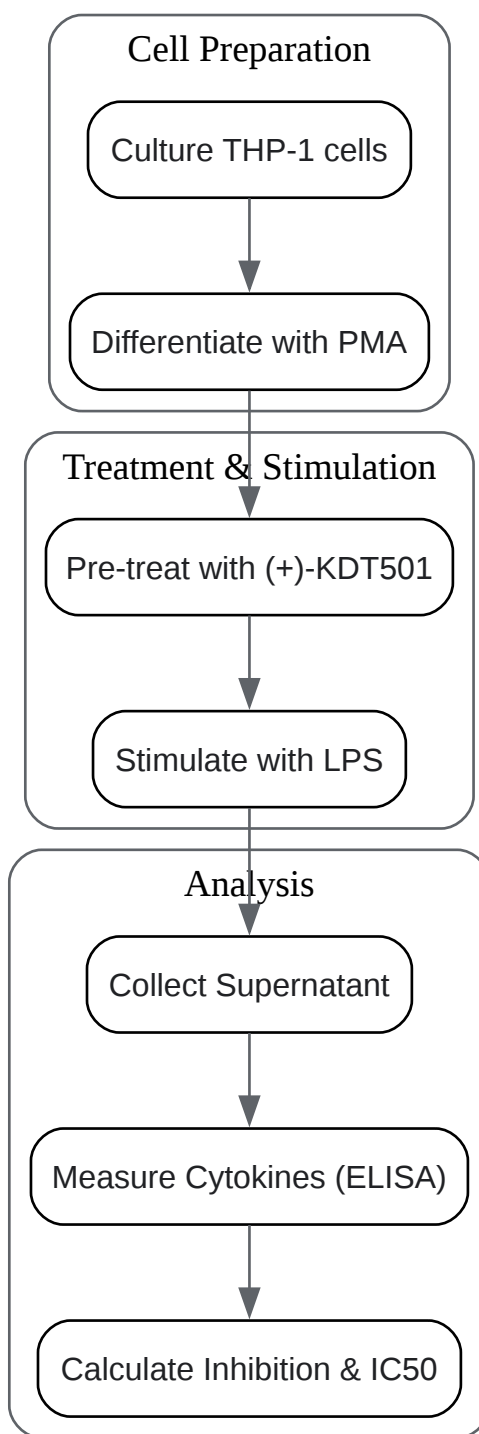 Cell Preparation
Culture THP-1 cells
Differentiate with PMA
Treatment & Stimulation
Pre-treat with (+)-KDT501
Stimulate with LPS
Analysis
Collect Supernatant
Measure Cytokines (ELISA)
Calculate Inhibition & IC50